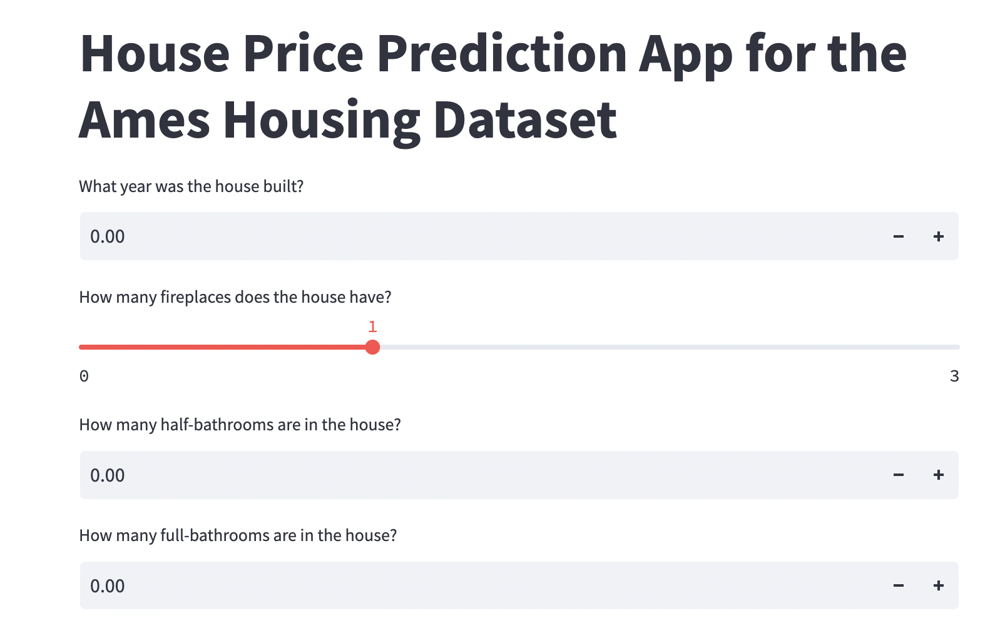 House Price Prediction App for the
Ames Housing Dataset
What year was the house built?
0.00 − +
How many fireplaces does the house have?
1
0 3
How many half-bathrooms are in the house?
0.00 − +
How many full-bathrooms are in the house?
0.00 − +